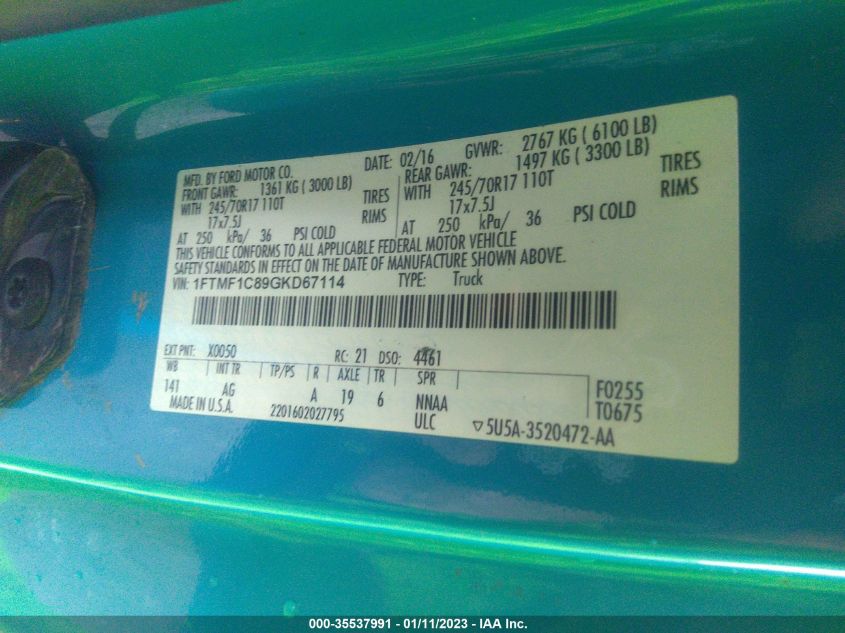 MFD. BY FORD MOTOR CO. DATE: 02/16 GVWR: 2767 KG ( 6100 LB)
FRONT GAWR: 1361 KG ( 3000 LB) REAR GAWR: 1497 KG ( 3300 LB)
WITH 245/70R17 110T TIRES WITH 245/70R17 110T TIRES
17x7.5J RIMS 17x7.5J RIMS
AT 250 kPa/ 36 PSI COLD AT 250 kPa/ 36 PSI COLD
THIS VEHICLE CONFORMS TO ALL APPLICABLE FEDERAL MOTOR VEHICLE
SAFETY STANDARDS IN EFFECT ON THE DATE OF MANUFACTURE SHOWN ABOVE.
VIN: 1FTMF1C89GKD67114 TYPE: Truck
EXT PNT: X0050 RC: 21 DSO: 4461
WB INT TR TP/PS R AXLE TR SPR
141 AG A 19 6 NNAA F0255
MADE IN U.S.A. 2201602027795 ULC ▽5U5A-3520472-AA T0675
000-35537991 - 01/11/2023 - IAA Inc.